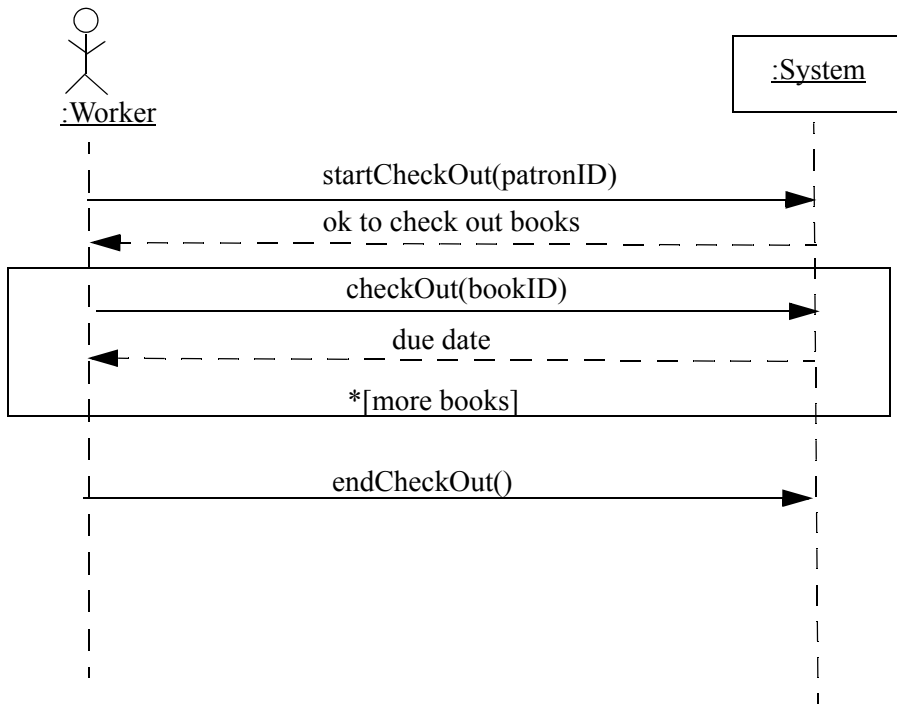 :System
:Worker
startCheckOut(patronID)
ok to check out books
checkOut(bookID)
due date
*[more books]
endCheckOut()